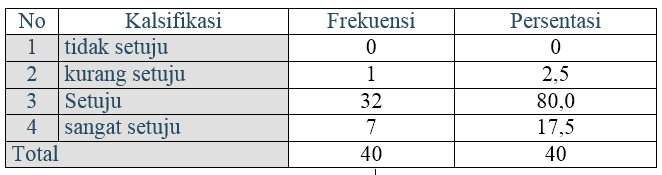 No Kalsifikasi Frekuensi Persentasi
1 tidak setuju 0 0
2 kurang setuju 1 2,5
3 Setuju 32 80,0
4 sangat setuju 7 17,5
Total 40 40